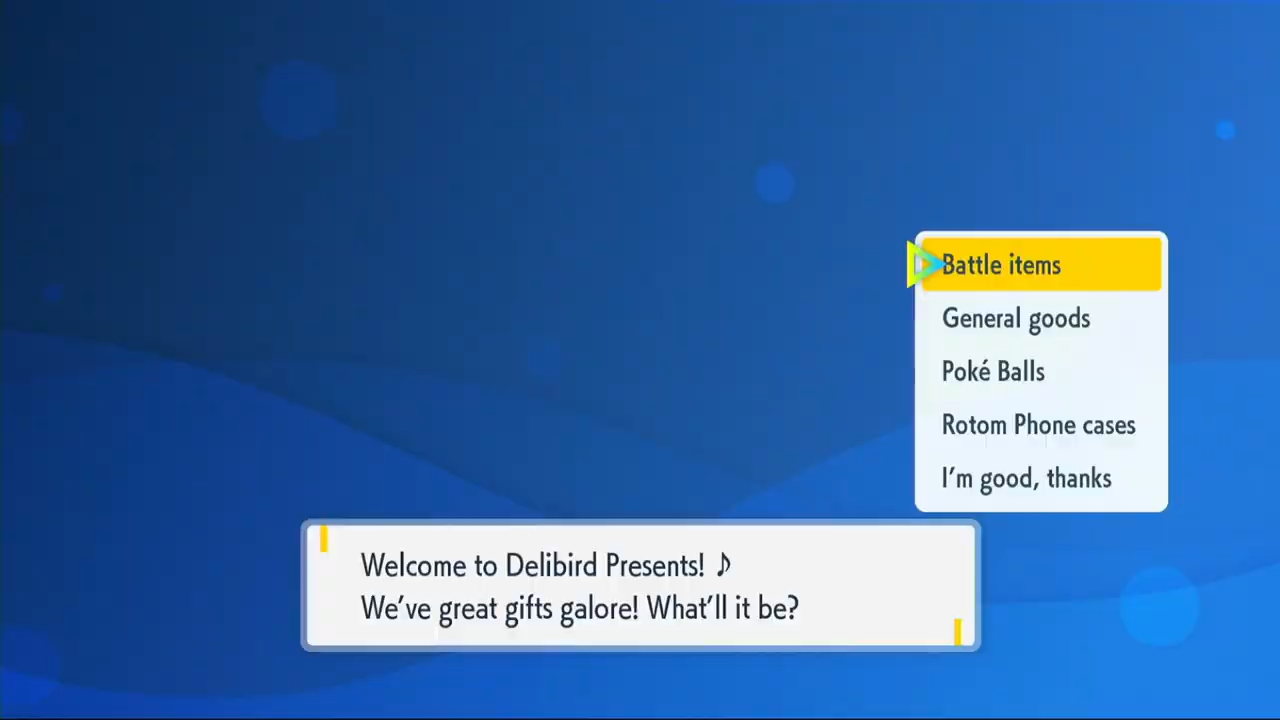 Battle items
General goods
Poké Balls
Rotom Phone cases
I'm good, thanks
Welcome to Delibird Presents! ♪
We've great gifts galore! What'll it be?